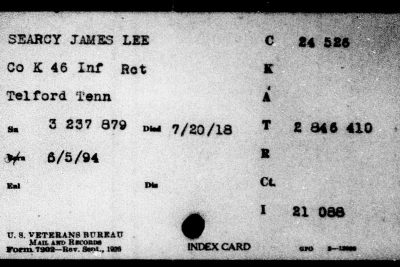 SEARCY JAMES LEE C 24 526
Co K 46 Inf Rct K
Telford Tenn A
Sn 3 237 879 Died 7/20/18 T 2 846 410
Born 6/5/94 R
Enl Dis Ct.
I 21 088
U. S. VETERANS BUREAU
MAIL AND RECORDS
Form 7202—Rev. Sept., 1926 INDEX CARD GPO